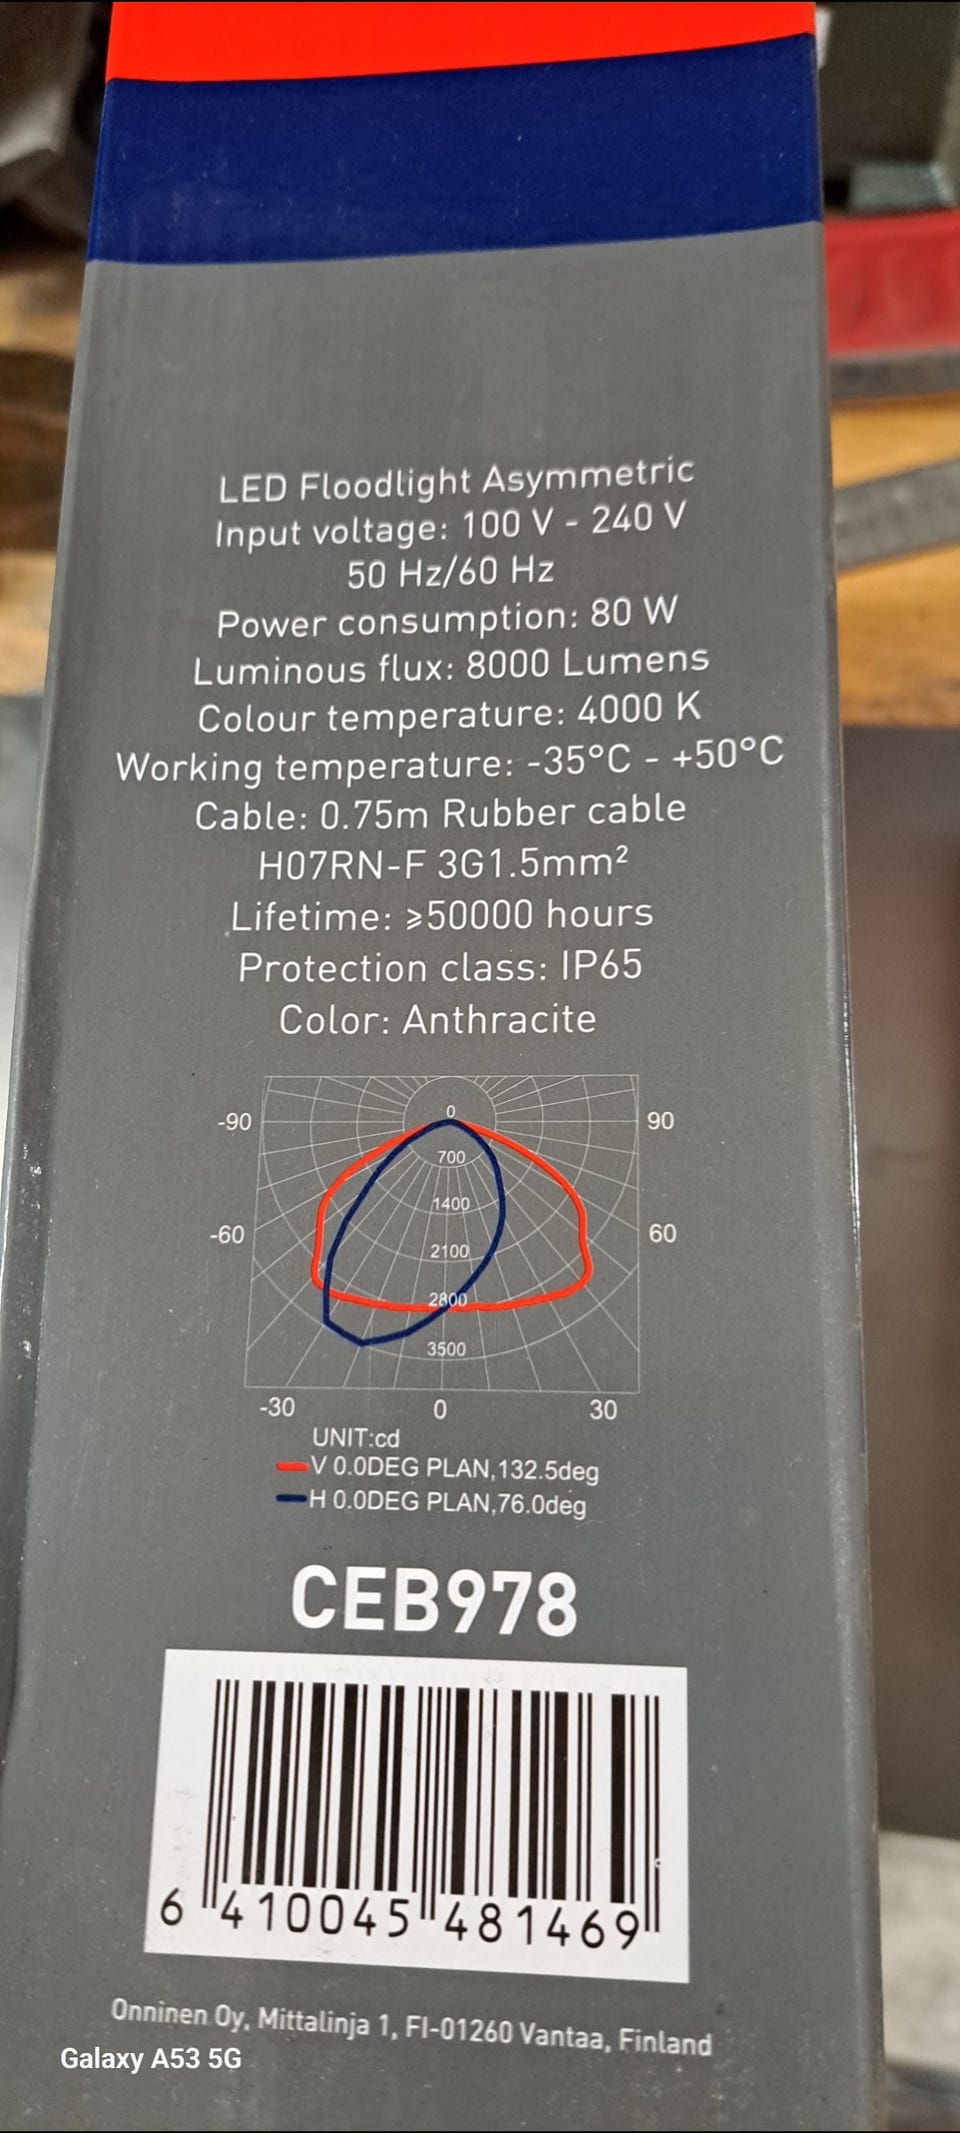 LED Floodlight Asymmetric
Input voltage: 100 V - 240 V
50 Hz/60 Hz
Power consumption: 80 W
Luminous flux: 8000 Lumens
Colour temperature: 4000 K
Working temperature: -35°C - +50°C
Cable: 0.75m Rubber cable
H07RN-F 3G1.5mm²
Lifetime: ⩾50000 hours
Protection class: IP65
Color: Anthracite
0
-90 90
700
1400
-60 60
2100
2800
3500
-30 0 30
UNIT:cd
V 0.0DEG PLAN,132.5deg
H 0.0DEG PLAN,76.0deg
CEB978
6 410045 481469
Onninen Oy, Mittalinja 1, FI-01260 Vantaa, Finland
Galaxy A53 5G